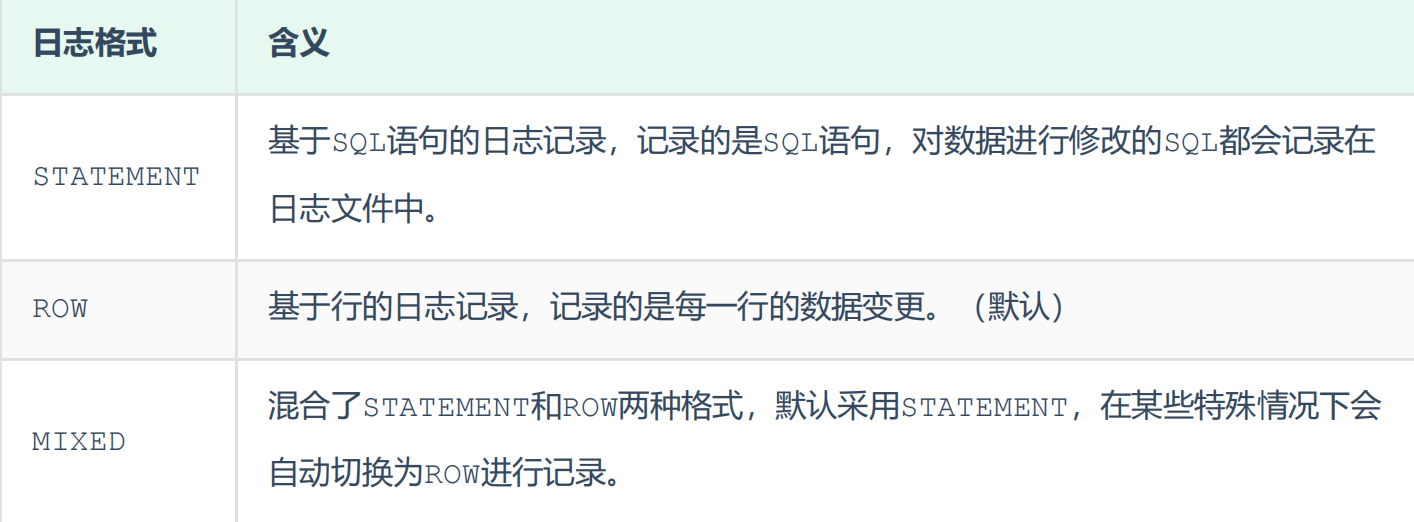 日志格式 含义
基于SQL语句的日志记录，记录的是SQL语句，对数据进行修改的SQL都会记录在
STATEMENT
日志文件中。
ROW 基于行的日志记录，记录的是每一行的数据变更。（默认）
混合了STATEMENT和ROW两种格式，默认采用STATEMENT，在某些特殊情况下会
MIXED
自动切换为ROW进行记录。